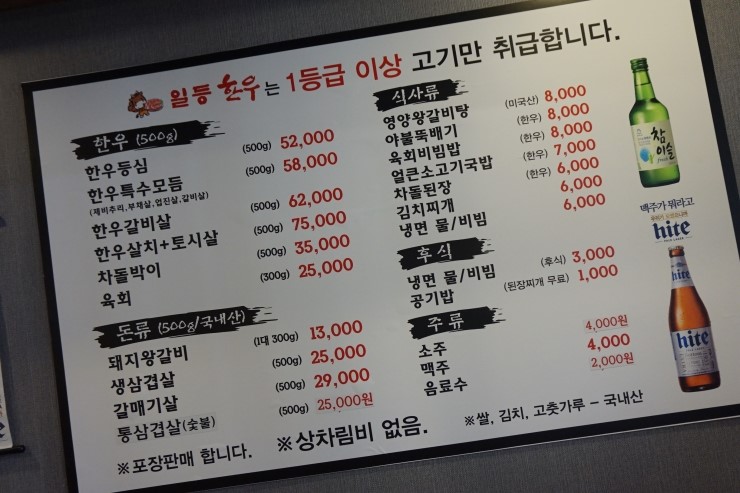 일등 한우는 1등급 이상 고기만 취급합니다.
한우 (500g)
한우등심 (500g) 52,000
한우특수모듬 (500g) 58,000
(제비추리,부채살,업진살,갈비살)
한우갈비살 (500g) 62,000
한우살치+토시살 (500g) 75,000
차돌박이 (500g) 35,000
육회 (300g) 25,000
돈류 (500g/국내산)
돼지왕갈비 (1대 300g) 13,000
생삼겹살 (500g) 25,000
갈매기살 (500g) 29,000
통삼겹살(숯불) (500g) 25,000원
※포장판매 합니다.
※상차림비 없음.
식사류
영양왕갈비탕 (미국산) 8,000
야불뚝배기 (한우) 8,000
육회비빔밥 (한우) 8,000
얼큰소고기국밥 (한우) 7,000
차돌된장 (한우) 6,000
김치찌개 6,000
냉면 물/비빔 6,000
후식
냉면 물/비빔 (후식) 3,000
공기밥 (된장찌개 무료) 1,000
주류
소주 4,000원
맥주 4,000
음료수 2,000원
※쌀, 김치, 고춧가루 – 국내산
참이슬
fresh
맥주가 뭐라고
hite
hite
hite